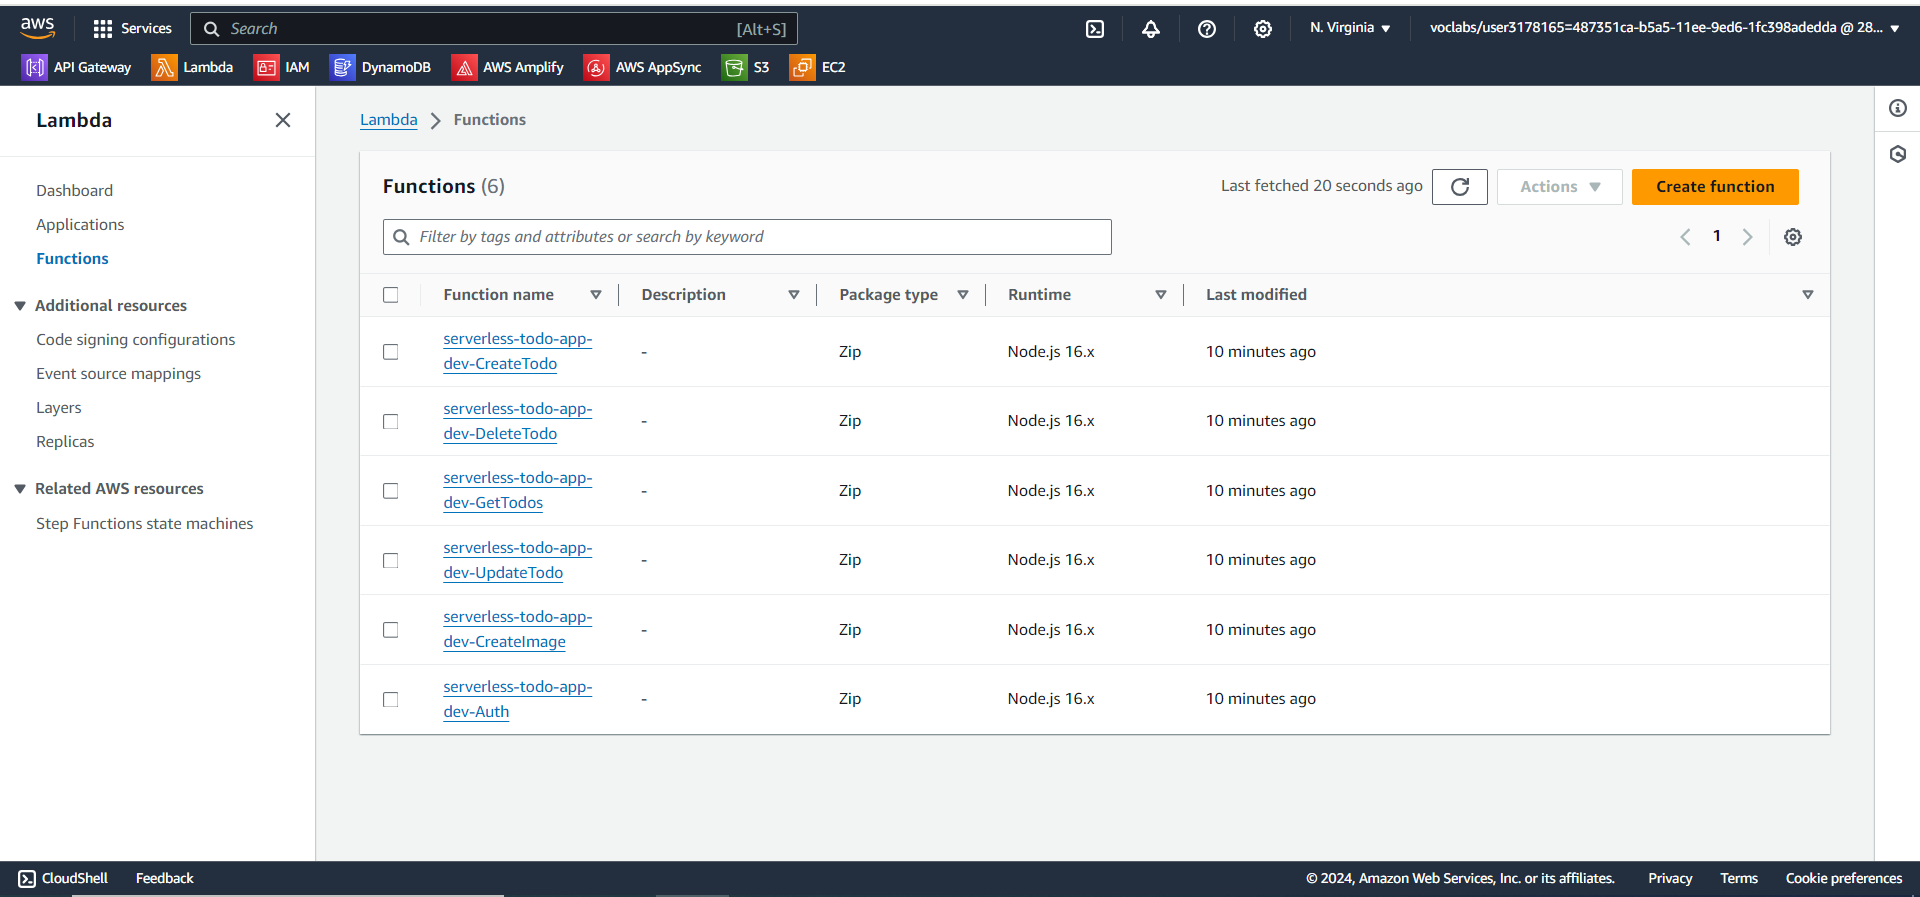 aws Services Search [Alt+S] N. Virginia voclabs/user3178165=487351ca-b5a5-11ee-9ed6-1fc398adedda @ 28...
API Gateway Lambda IAM DynamoDB AWS Amplify AWS AppSync S3 EC2
Lambda
Dashboard
Applications
Functions
Additional resources
Code signing configurations
Event source mappings
Layers
Replicas
Related AWS resources
Step Functions state machines
Lambda Functions
Functions (6) Last fetched 20 seconds ago Actions Create function
Filter by tags and attributes or search by keyword 1
Function name Description Package type Runtime Last modified
serverless-todo-app-
dev-CreateTodo - Zip Node.js 16.x 10 minutes ago
serverless-todo-app-
dev-DeleteTodo - Zip Node.js 16.x 10 minutes ago
serverless-todo-app-
dev-GetTodos - Zip Node.js 16.x 10 minutes ago
serverless-todo-app-
dev-UpdateTodo - Zip Node.js 16.x 10 minutes ago
serverless-todo-app-
dev-CreateImage - Zip Node.js 16.x 10 minutes ago
serverless-todo-app-
dev-Auth - Zip Node.js 16.x 10 minutes ago
CloudShell Feedback © 2024, Amazon Web Services, Inc. or its affiliates. Privacy Terms Cookie preferences